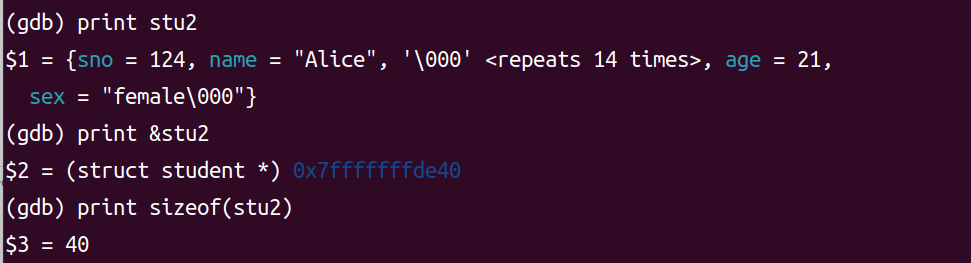 (gdb) print stu2
$1 = {sno = 124, name = "Alice", '\000' <repeats 14 times>, age = 21,
  sex = "female\000"}
(gdb) print &stu2
$2 = (struct student *) 0x7fffffffde40
(gdb) print sizeof(stu2)
$3 = 40